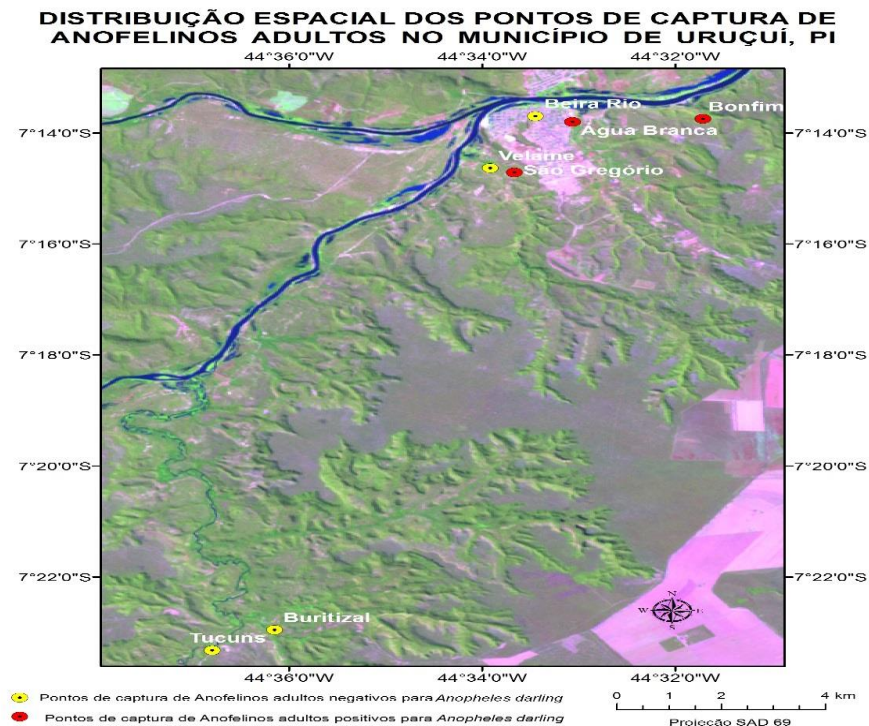 DISTRIBUIÇÃO ESPACIAL DOS PONTOS DE CAPTURA DE
ANOFELINOS ADULTOS NO MUNICÍPIO DE URUÇUÍ, PI
44°36'0"W 44°34'0"W 44°32'0"W
Beira Rio Bonfim
7°14'0"S 7°14'0"S
Água Branca
Velame
São Gregório
7°16'0"S 7°16'0"S
7°18'0"S 7°18'0"S
7°20'0"S 7°20'0"S
7°22'0"S 7°22'0"S
N
W E
S
Buritizal
Tucuns
44°36'0"W 44°34'0"W 44°32'0"W
Pontos de captura de Anofelinos adultos negativos para Anopheles darling
0 1 2 4 km
Pontos de captura de Anofelinos adultos positivos para Anopheles darling
Projeção SAD 69